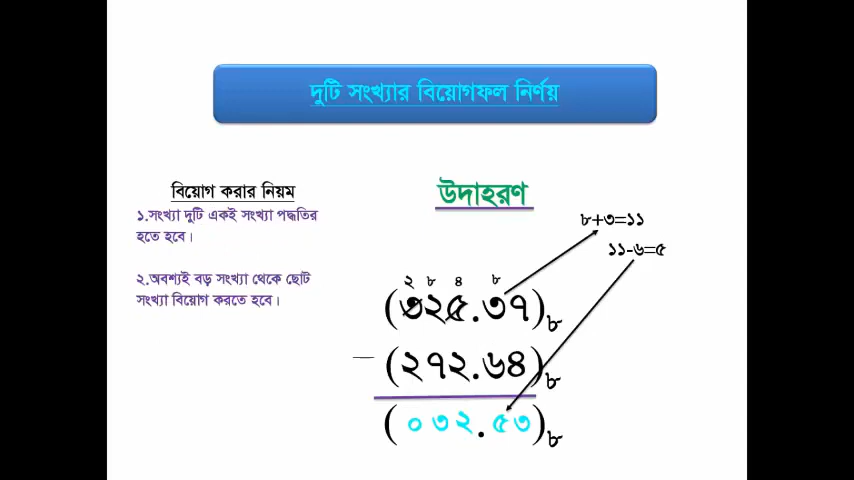 দুটি সংখ্যার বিয়োগফল নির্ণয়
বিয়োগ করার নিয়ম
১.সংখ্যা দুটি একই সংখ্যা পদ্ধতির
হতে হবে।
২.অবশ্যই বড় সংখ্যা থেকে ছোট
সংখ্যা বিয়োগ করতে হবে।
উদাহরণ
৮+৩=১১
১১-৬=৫
২ ৮ ৪ ৮
(৩২৫.৩৭)৮
—(২৭২.৬৪)৮
(০৩২.৫৩)৮